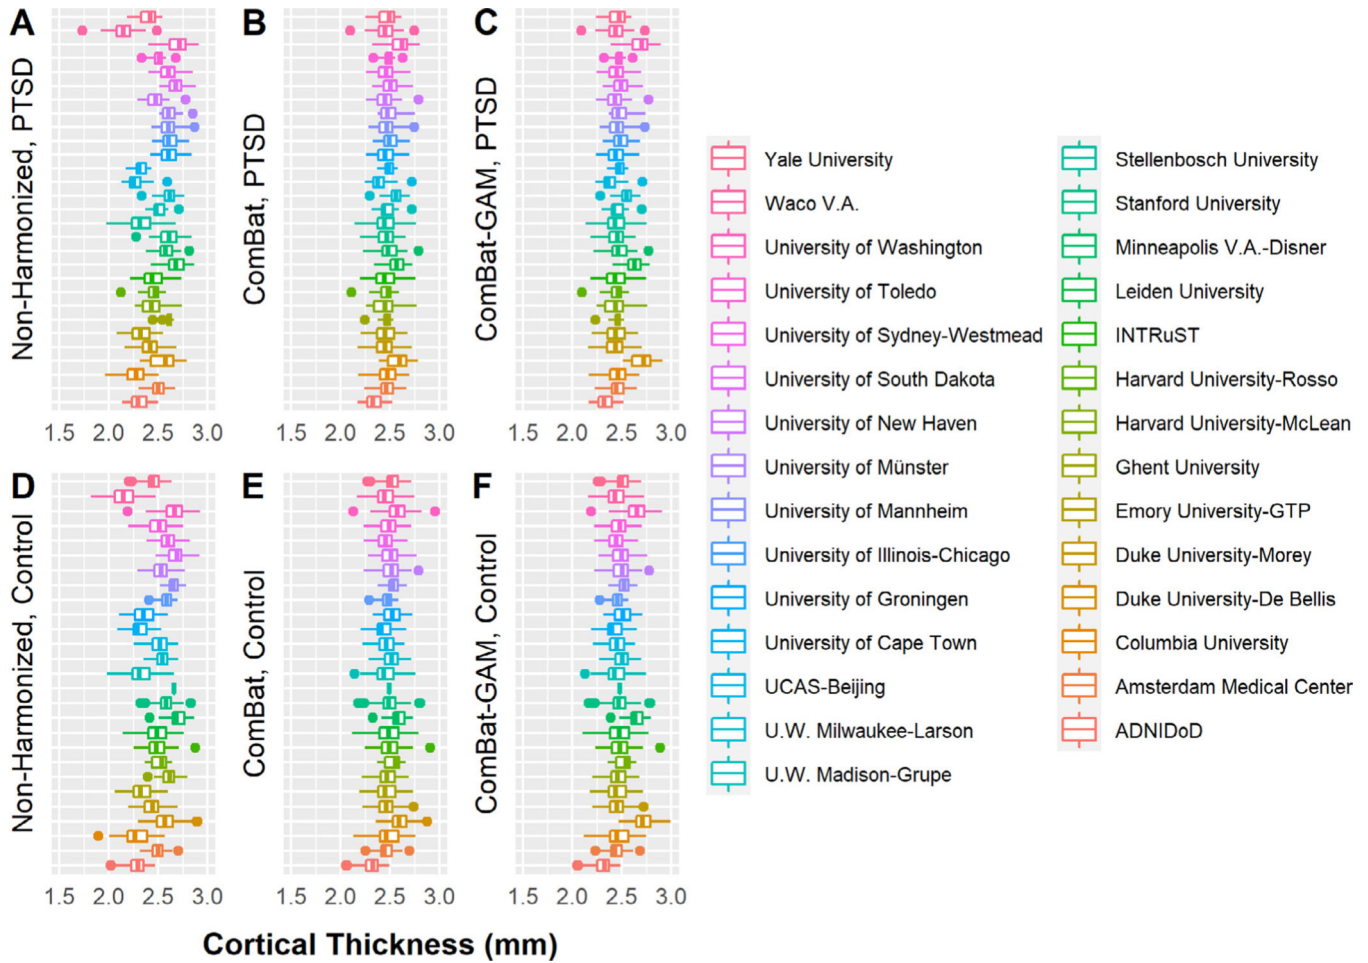 A
B
C
Non-Harmonized, PTSD
ComBat, PTSD
ComBat-GAM, PTSD
1.5 2.0 2.5 3.0
1.5 2.0 2.5 3.0
1.5 2.0 2.5 3.0
D
E
F
Non-Harmonized, Control
ComBat, Control
ComBat-GAM, Control
1.5 2.0 2.5 3.0
1.5 2.0 2.5 3.0
1.5 2.0 2.5 3.0
Cortical Thickness (mm)
Yale University
Waco V.A.
University of Washington
University of Toledo
University of Sydney-Westmead
University of South Dakota
University of New Haven
University of Münster
University of Mannheim
University of Illinois-Chicago
University of Groningen
University of Cape Town
UCAS-Beijing
U.W. Milwaukee-Larson
U.W. Madison-Grupe
Stellenbosch University
Stanford University
Minneapolis V.A.-Disner
Leiden University
INTRuST
Harvard University-Rosso
Harvard University-McLean
Ghent University
Emory University-GTP
Duke University-Morey
Duke University-De Bellis
Columbia University
Amsterdam Medical Center
ADNIDoD